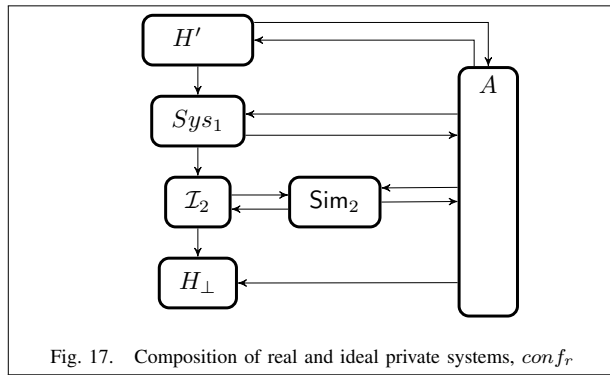 H′
A
Sys₁
ℐ₂
Sim₂
H⊥
Fig. 17. Composition of real and ideal private systems, confᵣ